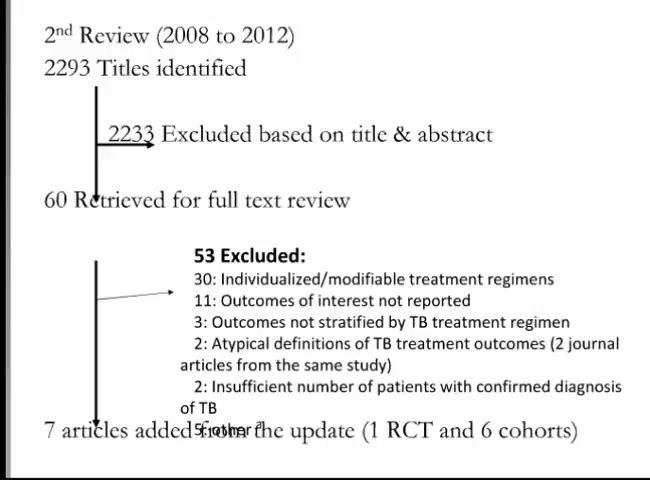 2nd Review (2008 to 2012)
2293 Titles identified
2233 Excluded based on title & abstract
60 Retrieved for full text review
53 Excluded:
30: Individualized/modifiable treatment regimens
11: Outcomes of interest not reported
3: Outcomes not stratified by TB treatment regimen
2: Atypical definitions of TB treatment outcomes (2 journal
articles from the same study)
2: Insufficient number of patients with confirmed diagnosis
of TB
5: other
7 articles added from the update (1 RCT and 6 cohorts)